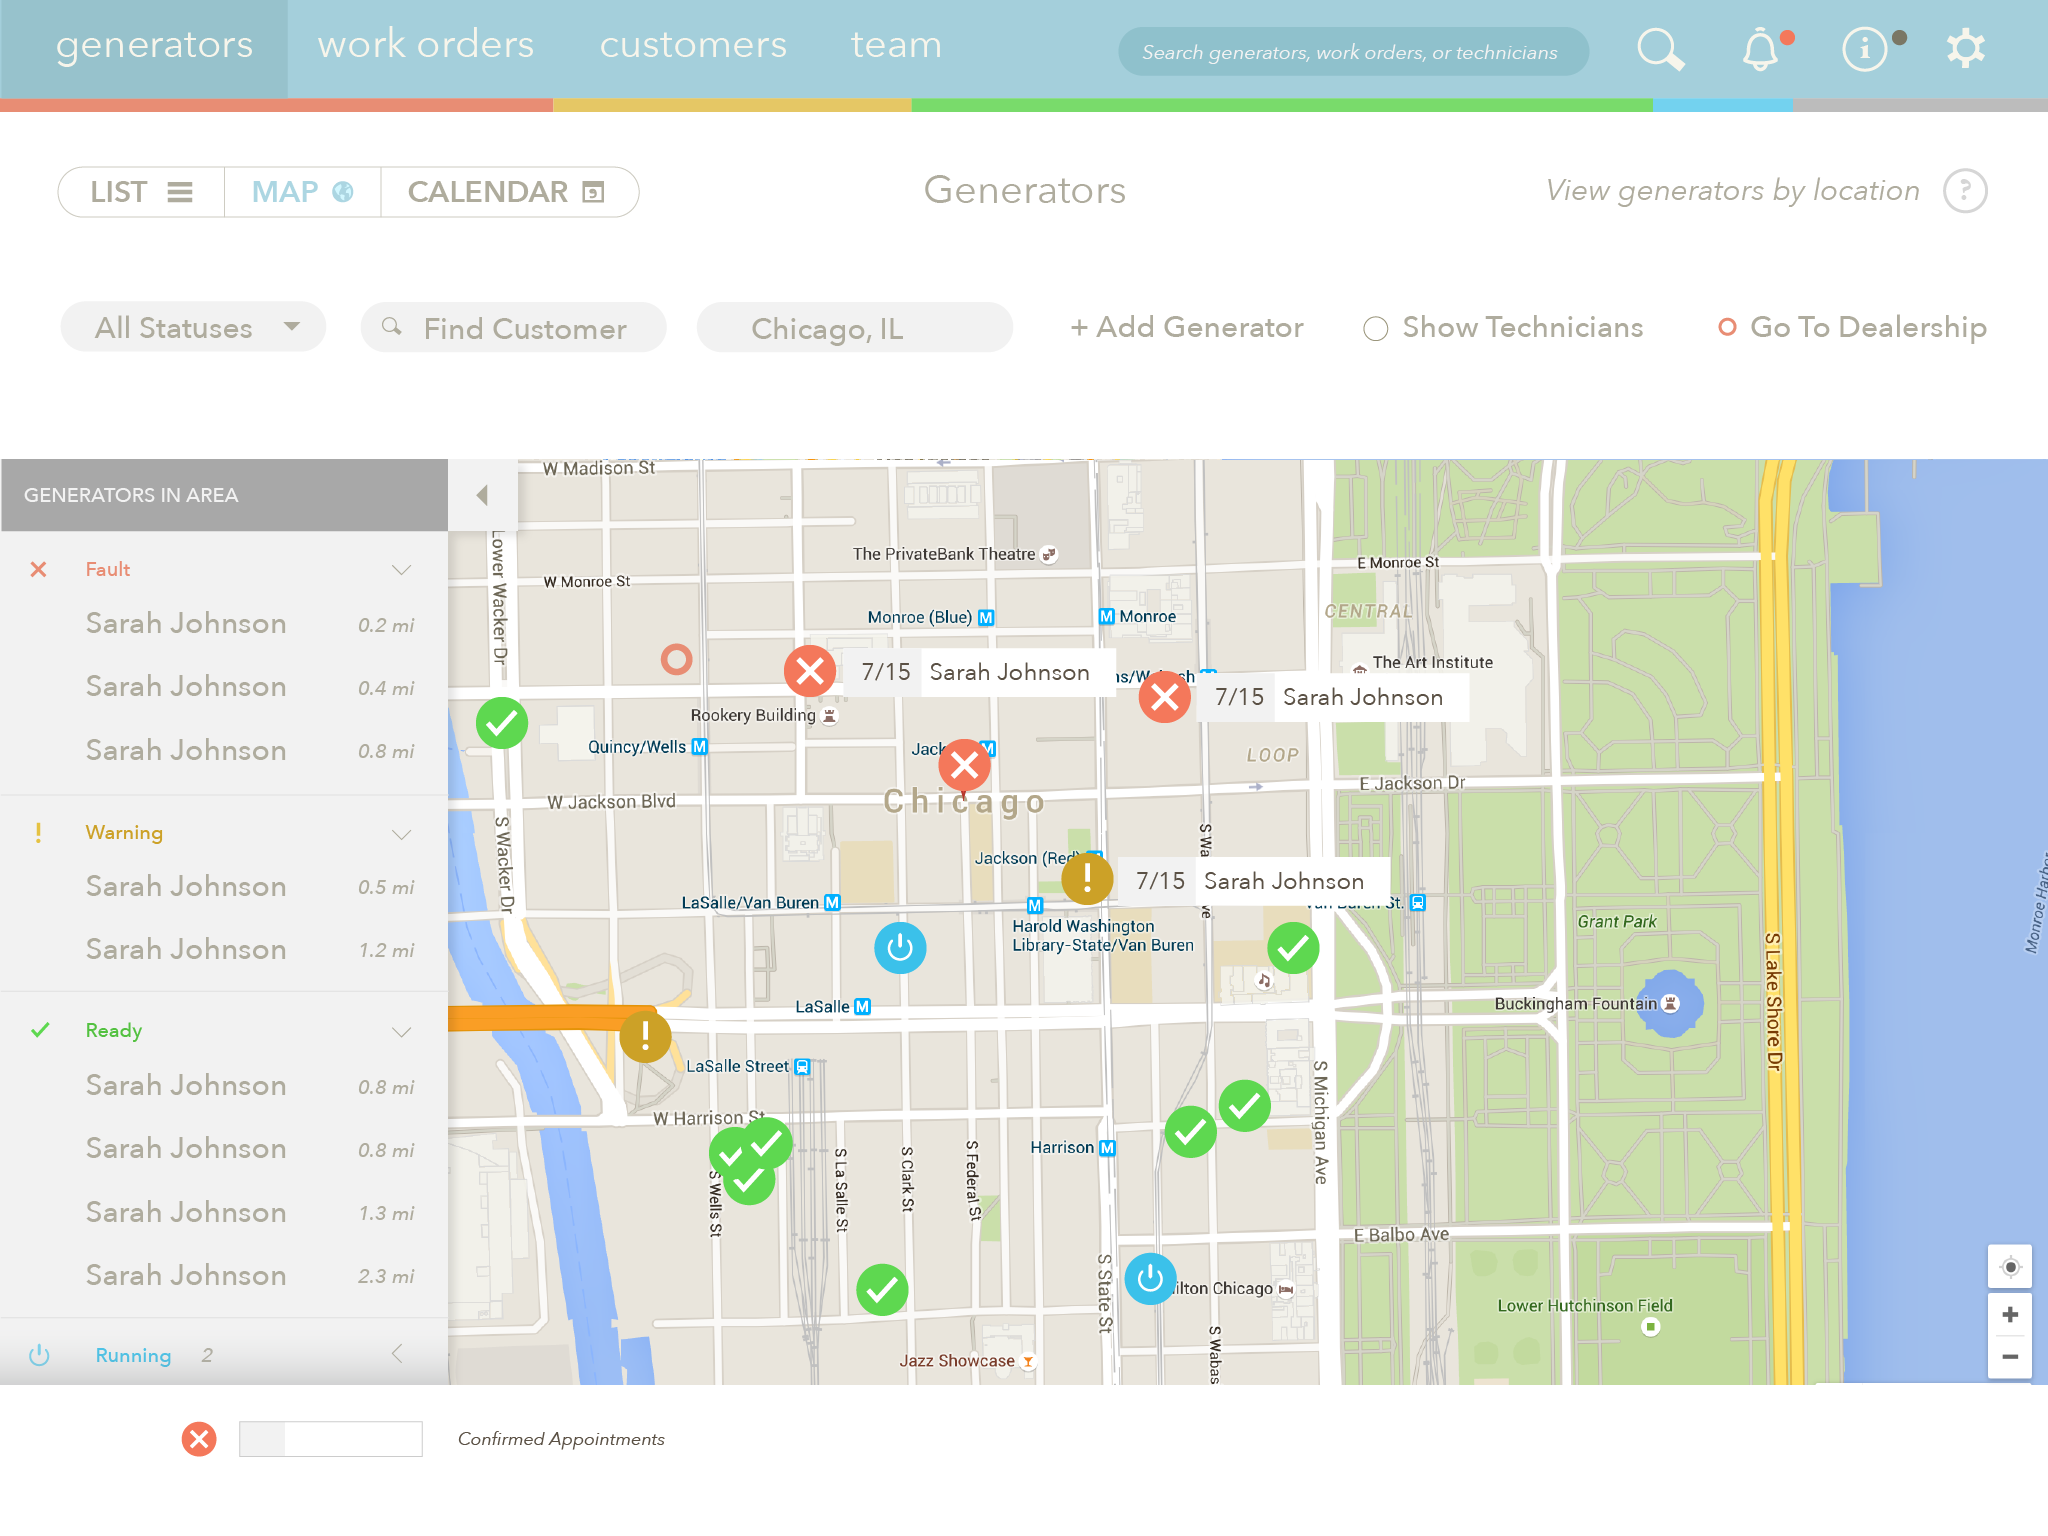 generators
work orders
customers
team
Search generators, work orders, or technicians
LIST
MAP
CALENDAR
Generators
View generators by location
?
All Statuses
Find Customer
Chicago, IL
+ Add Generator
Show Technicians
Go To Dealership
GENERATORS IN AREA
Fault
Sarah Johnson 0.2 mi
Sarah Johnson 0.4 mi
Sarah Johnson 0.8 mi
Warning
Sarah Johnson 0.5 mi
Sarah Johnson 1.2 mi
Ready
Sarah Johnson 0.8 mi
Sarah Johnson 0.8 mi
Sarah Johnson 1.3 mi
Sarah Johnson 2.3 mi
Running 2
W Madison St
Lower Wacker Dr
The PrivateBank Theatre
W Monroe St
E Monroe St
Monroe (Blue) M
M Monroe
CENTRAL
The Art Institute
7/15 Sarah Johnson
7/15 Sarah Johnson
Rookery Building
Quincy/Wells M
LOOP
W Jackson Blvd
Chicago
E Jackson Dr
S Wacker Dr
Jackson (Red)
7/15 Sarah Johnson
LaSalle/Van Buren M
M
Van Buren St.
Harold Washington
Library-State/Van Buren
Grant Park
S Lake Shore Dr
LaSalle M
Buckingham Fountain
LaSalle Street
W Harrison St
S Michigan Ave
Harrison M
S Wells St
S La Salle St
S Clark St
S Federal St
E Balbo Ave
S State St
Lower Hutchinson Field
Jazz Showcase
+
−
Confirmed Appointments